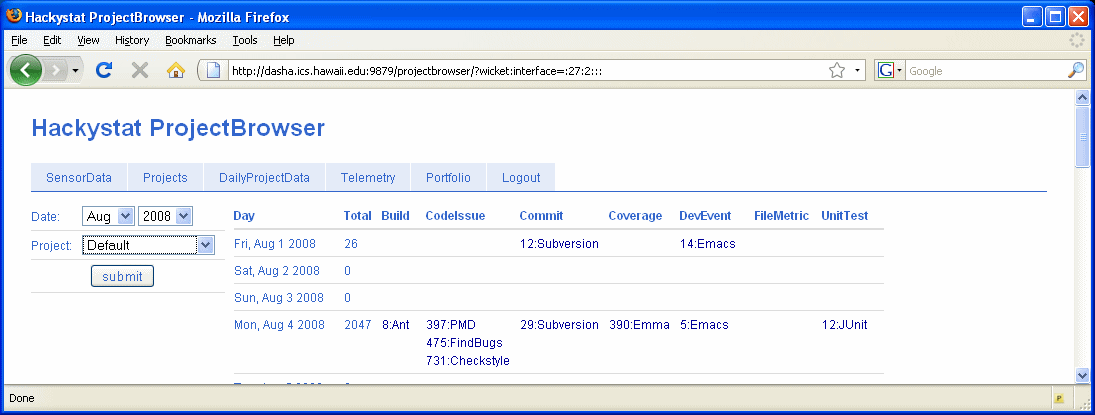 Hackystat ProjectBrowser - Mozilla Firefox
File Edit View History Bookmarks Tools Help
http://dasha.ics.hawaii.edu:9879/projectbrowser/?wicket:interface=:27:2::: G Google
Hackystat ProjectBrowser
SensorData Projects DailyProjectData Telemetry Portfolio Logout
Date: Aug 2008
Project: Default
submit
Day Total Build CodeIssue Commit Coverage DevEvent FileMetric UnitTest
Fri, Aug 1 2008 26 12:Subversion 14:Emacs
Sat, Aug 2 2008 0
Sun, Aug 3 2008 0
Mon, Aug 4 2008 2047 8:Ant 397:PMD 29:Subversion 390:Emma 5:Emacs 12:JUnit
475:FindBugs
731:Checkstyle
Done